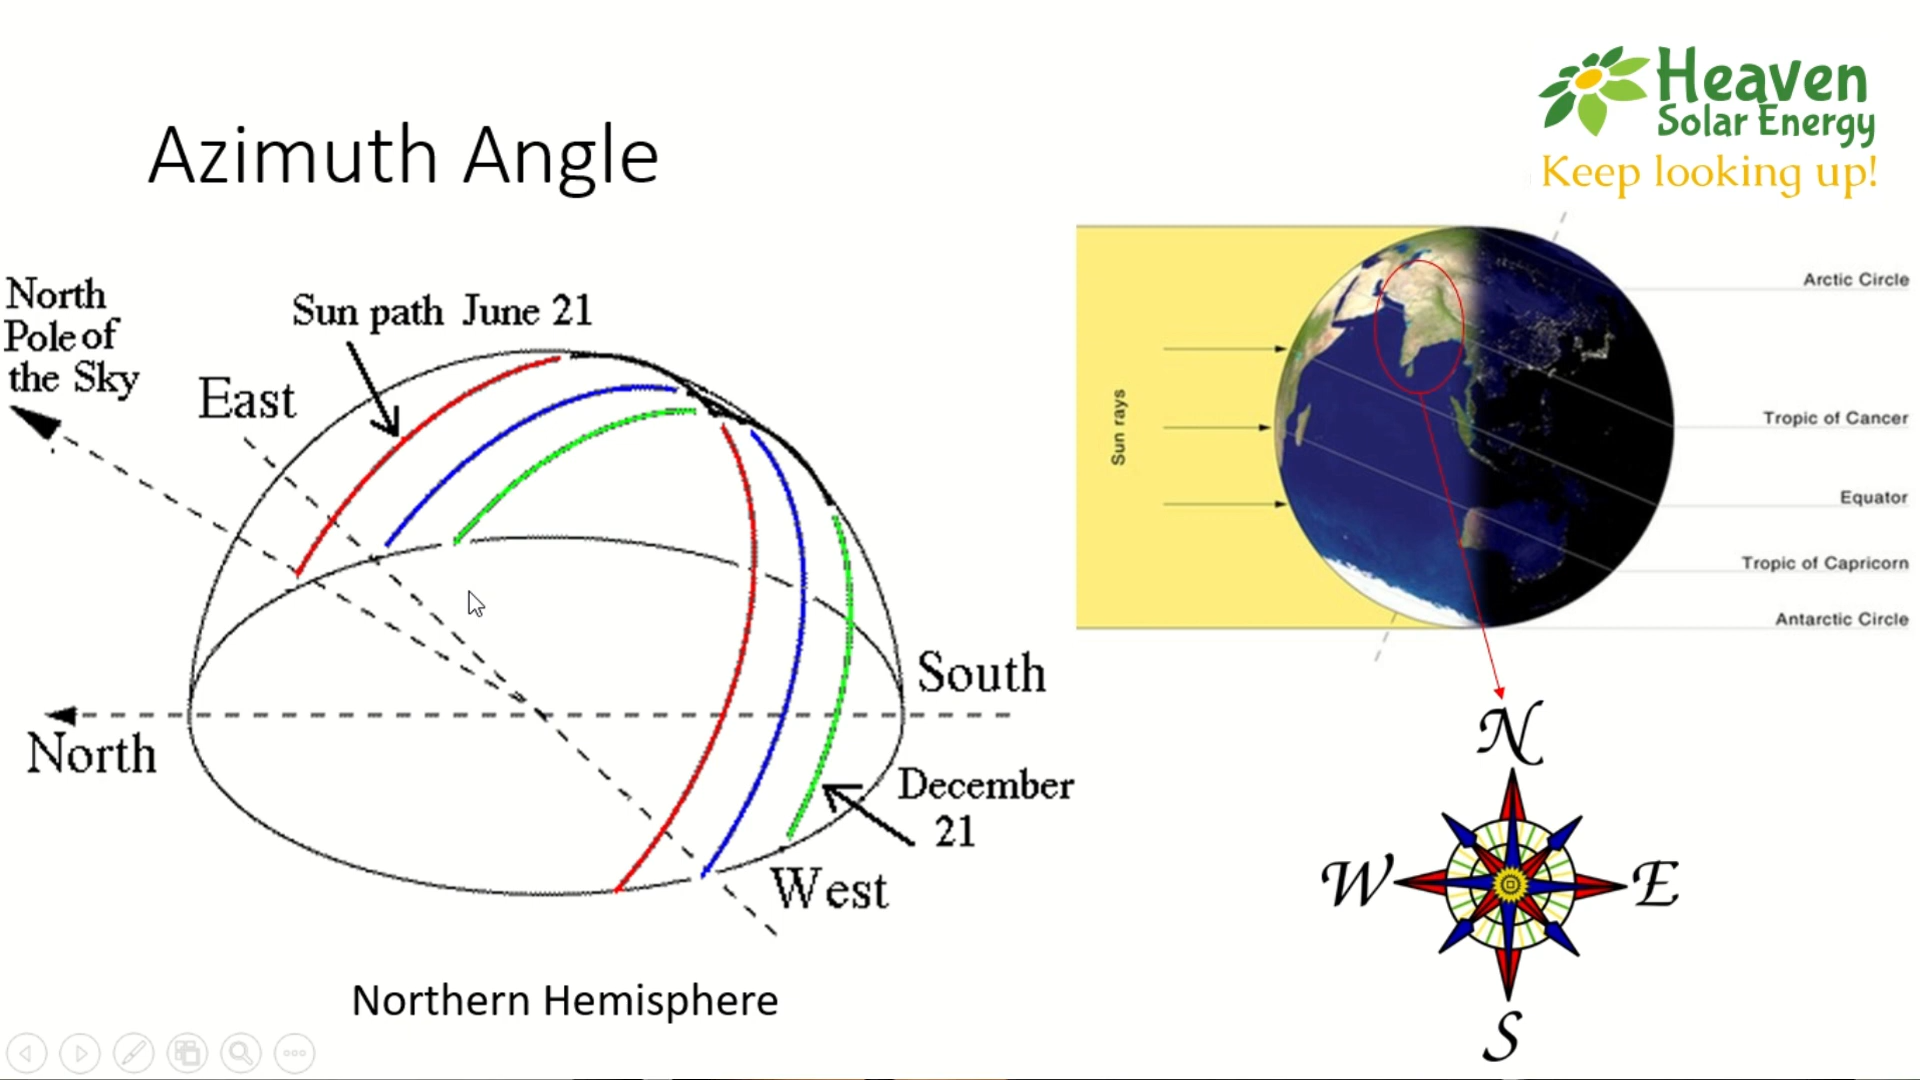 Heaven
Solar Energy
Keep looking up!
Azimuth Angle
North
Pole of
the Sky
Sun path June 21
East
South
North
December
21
West
Northern Hemisphere
Sun rays
Arctic Circle
Tropic of Cancer
Equator
Tropic of Capricorn
Antarctic Circle
N
W
E
S